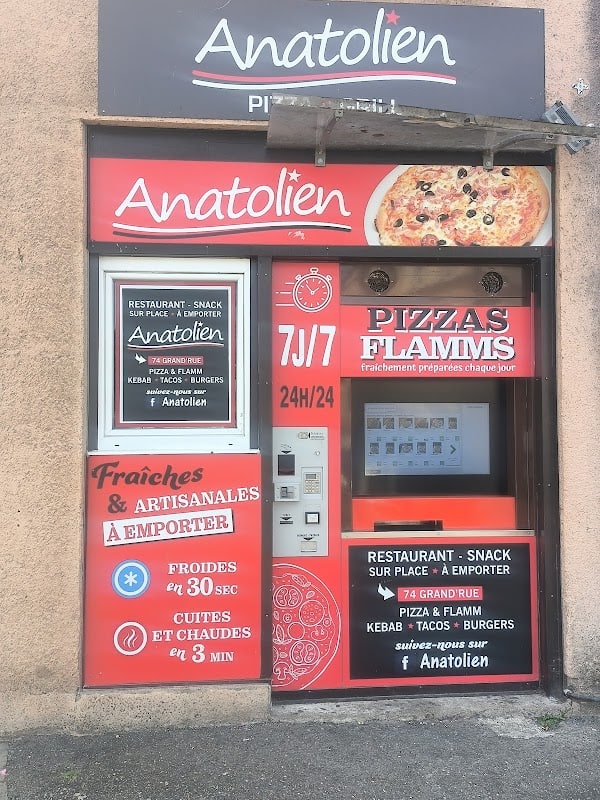 Anatolien
PIZZA GRILL
Anatolien
RESTAURANT - SNACK
SUR PLACE - À EMPORTER
Anatolien
74 GRAND'RUE
PIZZA & FLAMM
KEBAB - TACOS - BURGERS
suivez-nous sur
f Anatolien
7J/7
24H/24
PIZZAS
FLAMMS
fraîchement préparées chaque jour
Fraîches
& ARTISANALES
À EMPORTER
FROIDES
en 30 SEC
CUITES
ET CHAUDES
en 3 MIN
RESTAURANT - SNACK
SUR PLACE ★ À EMPORTER
74 GRAND'RUE
PIZZA & FLAMM
KEBAB ★ TACOS ★ BURGERS
suivez-nous sur
f Anatolien